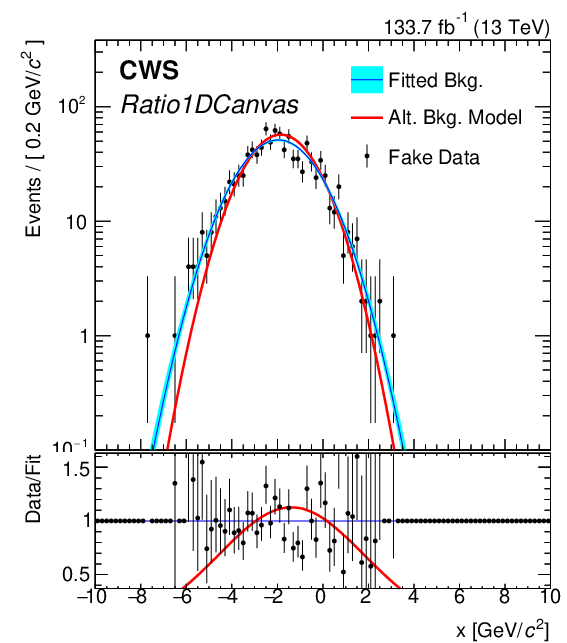 133.7 fb⁻¹ (13 TeV)
CWS
Ratio1DCanvas
Fitted Bkg.
Alt. Bkg. Model
Fake Data
Events / [ 0.2 GeV/c² ]
10²
10
1
10⁻¹
Data/Fit
1.5
1
0.5
−10 −8 −6 −4 −2 0 2 4 6 8 10
x [GeV/c²]